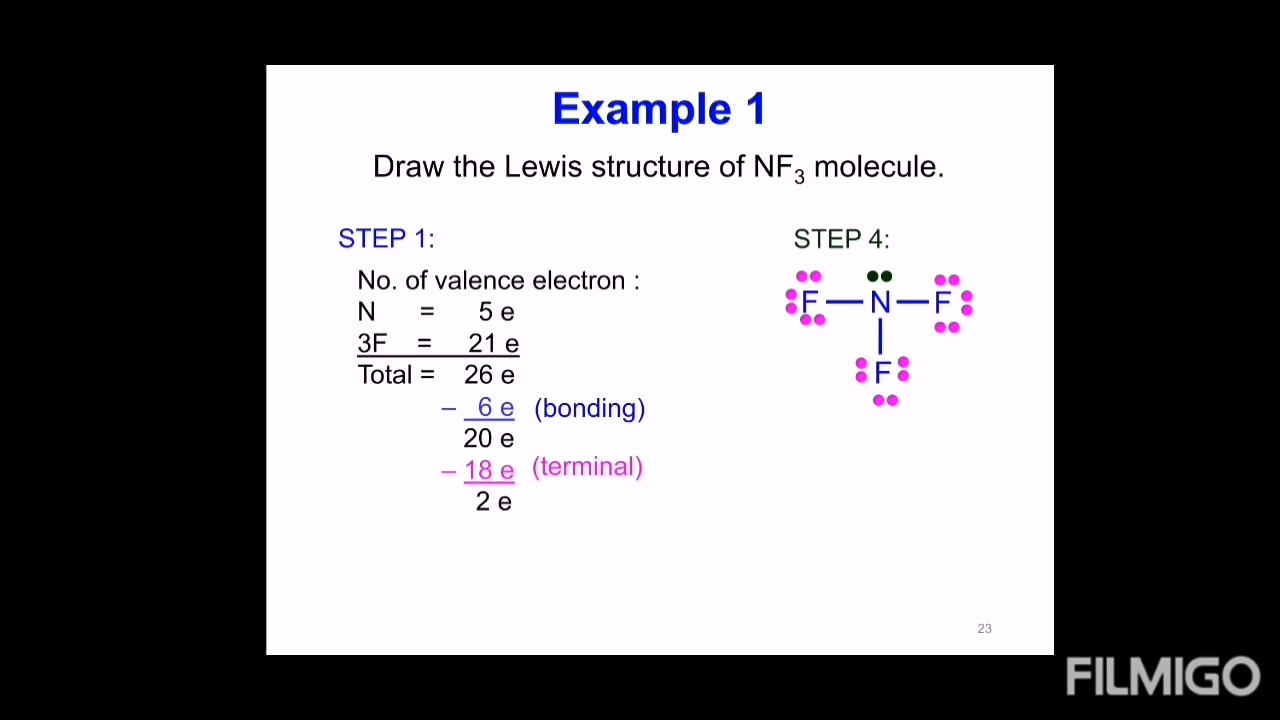 Example 1
Draw the Lewis structure of NF₃ molecule.
STEP 1:
No. of valence electron :
N = 5 e
3F = 21 e
Total = 26 e
– 6 e (bonding)
20 e
– 18 e (terminal)
2 e
STEP 4:
F — N — F
F
23
FILMIGO